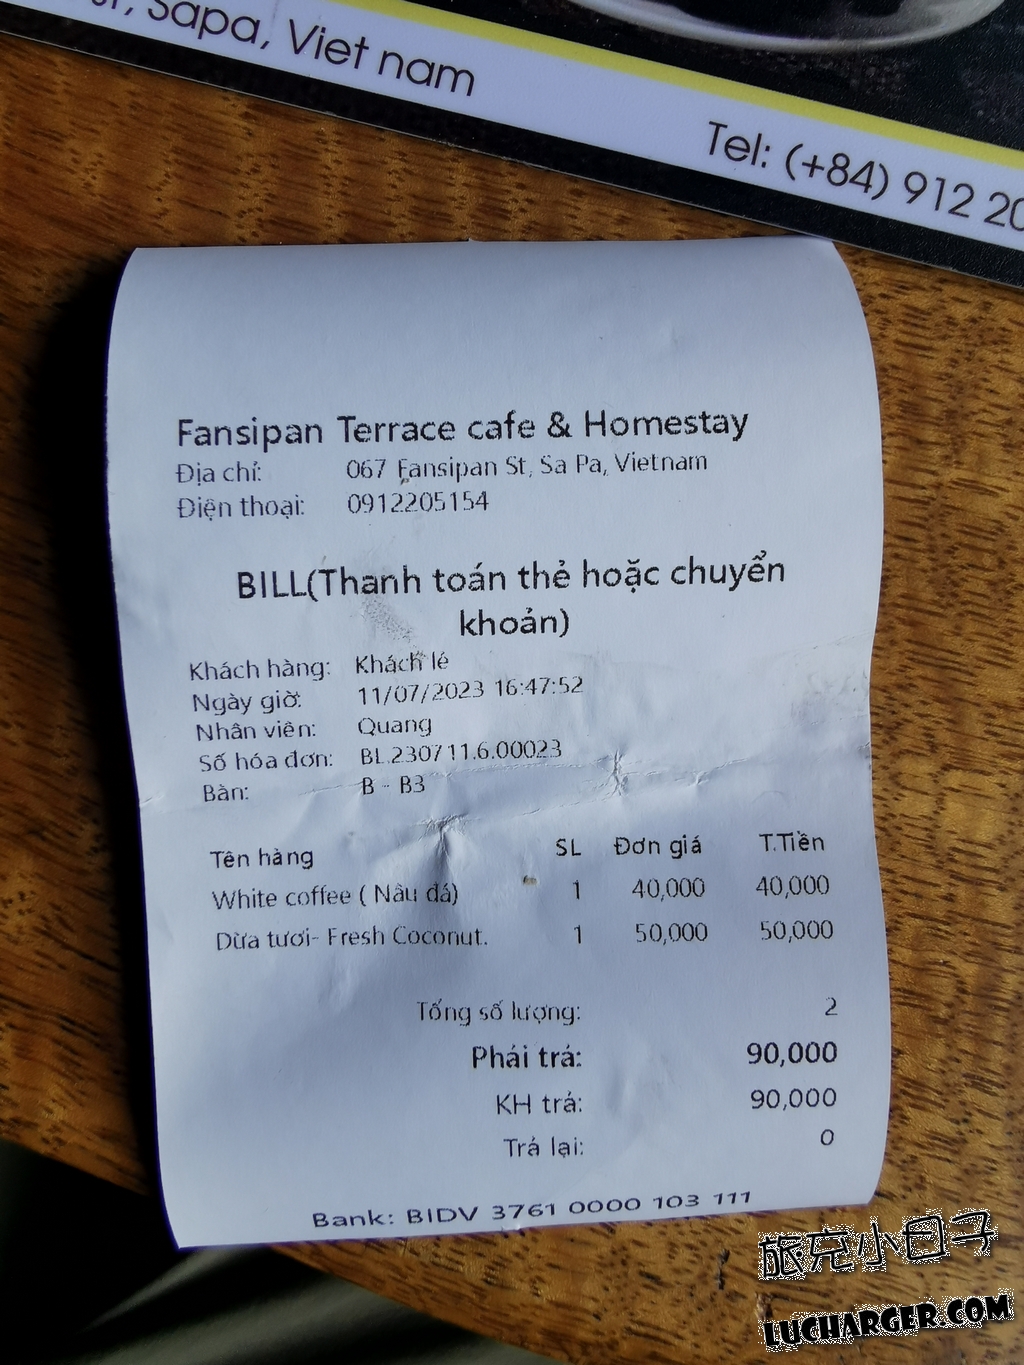 Sapa, Viet nam
Tel: (+84) 912 20
Fansipan Terrace cafe & Homestay
Địa chỉ: 067 Fansipan St, Sa Pa, Vietnam
Điện thoại: 0912205154
BILL(Thanh toán thẻ hoặc chuyển
khoản)
Khách hàng: Khách lẻ
Ngày giờ: 11/07/2023 16:47:52
Nhân viên: Quang
Số hóa đơn: BL.230711.6.00023
Bàn: B - B3
Tên hàng SL Đơn giá T.Tiền
White coffee ( Nâu đá) 1 40,000 40,000
Dừa tươi- Fresh Coconut. 1 50,000 50,000
Tổng số lượng: 2
Phải trả: 90,000
KH trả: 90,000
Trả lại: 0
Bank: BIDV 3761 0000 103 111
旅充小日子
LUCHARGER.COM